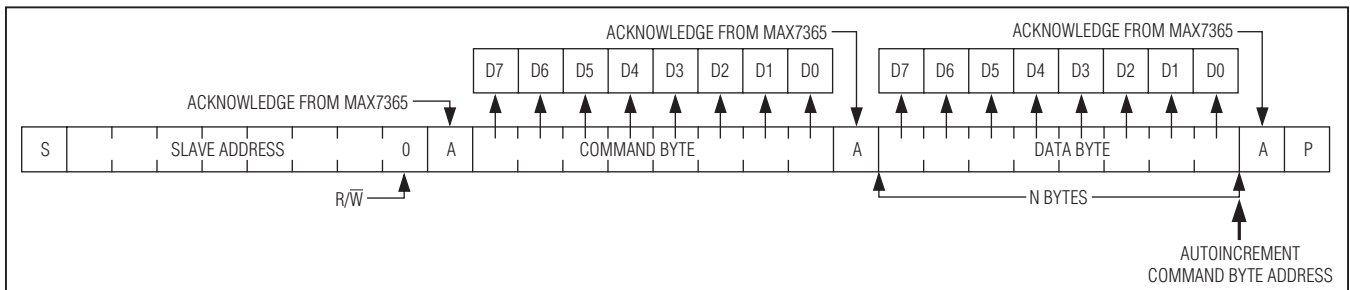 ACKNOWLEDGE FROM MAX7365 ACKNOWLEDGE FROM MAX7365
D7 D6 D5 D4 D3 D2 D1 D0 D7 D6 D5 D4 D3 D2 D1 D0
ACKNOWLEDGE FROM MAX7365
S SLAVE ADDRESS 0 A COMMAND BYTE A DATA BYTE A P
R/W̅ N BYTES
AUTOINCREMENT
COMMAND BYTE ADDRESS